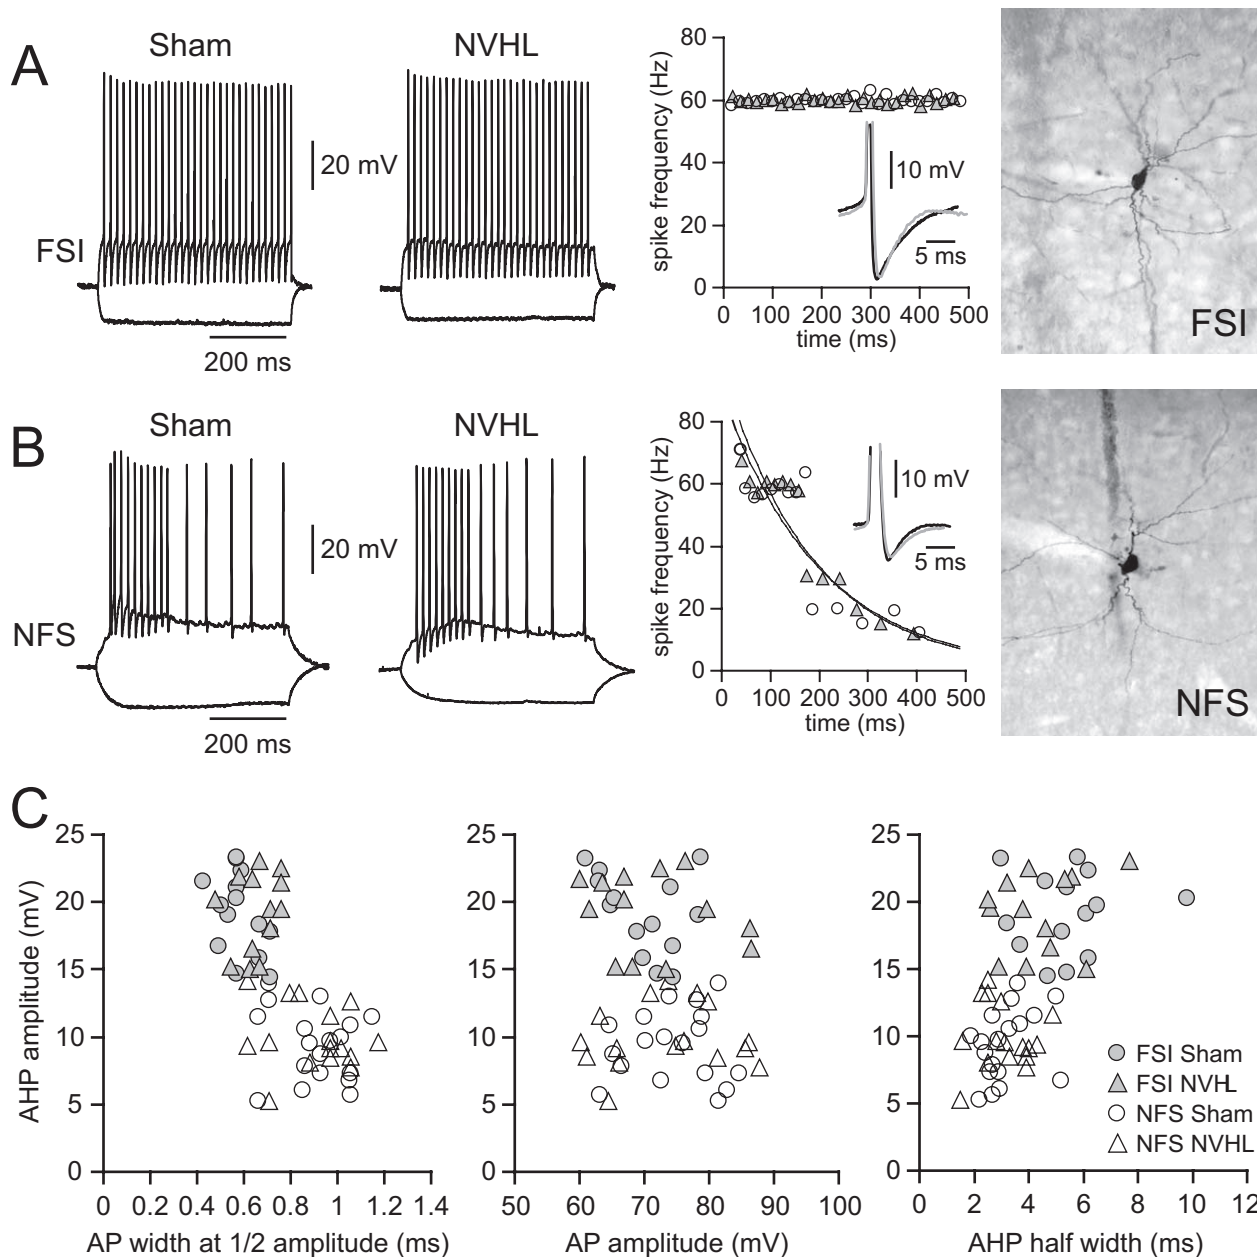 A
Sham
NVHL
20 mV
FSI
200 ms
spike frequency (Hz)
80
60
40
20
0
10 mV
5 ms
0 100 200 300 400 500
time (ms)
FSI
B
Sham
NVHL
20 mV
NFS
200 ms
spike frequency (Hz)
80
60
40
20
0
10 mV
5 ms
0 100 200 300 400 500
time (ms)
NFS
C
AHP amplitude (mV)
25
20
15
10
5
0
0 0.2 0.4 0.6 0.8 1 1.2 1.4
AP width at 1/2 amplitude (ms)
25
20
15
10
5
0
50 60 70 80 90 100
AP amplitude (mV)
25
20
15
10
5
0
0 2 4 6 8 10 12
AHP half width (ms)
FSI Sham
FSI NVHL
NFS Sham
NFS NVHL